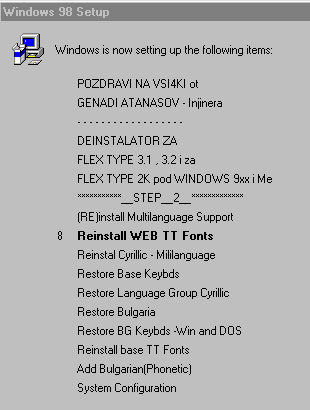 Windows 98 Setup
Windows is now setting up the following items:
POZDRAVI NA VSI4KI ot
GENADI ATANASOV - Injinera
- - - - - - - - - - - - - - - - - -
DEINSTALATOR ZA
FLEX TYPE 3.1 , 3.2 i za
FLEX TYPE 2K pod WINDOWS 9xx i Me
***********__STEP__2__*************
(RE)install Multilanguage Support
8 Reinstall WEB TT Fonts
Reinstal Cyrillic - Mililanguage
Restore Base Keybds
Restore Language Group Cyrillic
Restore Bulgaria
Restore BG Keybds -Win and DOS
Reinstall base TT Fonts
Add Bulgarian(Phonetic)
System Configuration